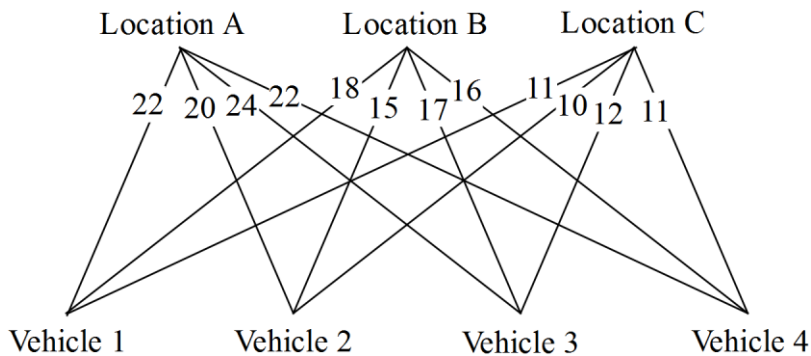 Location A Location B Location C
22 20 24 22 18 15 17 16 11 10 12 11
Vehicle 1 Vehicle 2 Vehicle 3 Vehicle 4